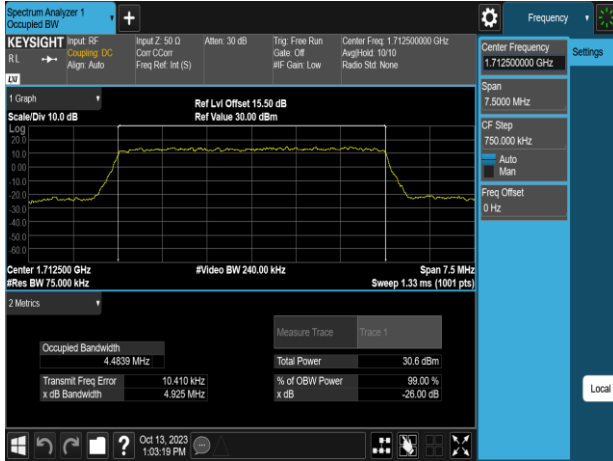 Spectrum Analyzer 1
Occupied BW
+
Frequency
KEYSIGHT
Input: RF
Coupling: DC
Align: Auto
Input Z: 50 Ω
Corr CCorr
Freq Ref: Int (S)
Atten: 30 dB
Trig: Free Run
Gate: Off
#IF Gain: Low
Center Freq: 1.712500000 GHz
Avg|Hold: 10/10
Radio Std: None
RL
LXI
Center Frequency
1.712500000 GHz
Settings
Span
7.5000 MHz
CF Step
750.000 kHz
Auto
Man
Freq Offset
0 Hz
1 Graph
Scale/Div 10.0 dB
Ref Lvl Offset 15.50 dB
Ref Value 30.00 dBm
Log
20.0
10.0
0.00
-10.0
-20.0
-30.0
-40.0
-50.0
-60.0
Center 1.712500 GHz
#Res BW 75.000 kHz
#Video BW 240.00 kHz
Span 7.5 MHz
Sweep 1.33 ms (1001 pts)
2 Metrics
Measure Trace
Trace 1
Occupied Bandwidth
4.4839 MHz
Total Power
30.6 dBm
Transmit Freq Error
10.410 kHz
% of OBW Power
99.00 %
x dB Bandwidth
4.925 MHz
x dB
-26.00 dB
Local
?
Oct 13, 2023
1:03:19 PM